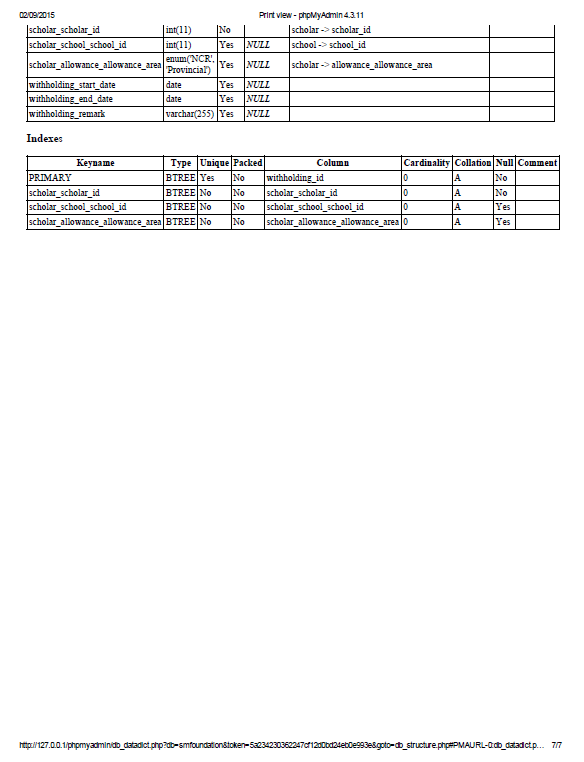 02/09/2015 Print view - phpMyAdmin 4.3.11
scholar_scholar_id int(11) No scholar -> scholar_id
scholar_school_school_id int(11) Yes NULL school -> school_id
scholar_allowance_allowance_area enum('NCR', 'Provincial') Yes NULL scholar -> allowance_allowance_area
withholding_start_date date Yes NULL
withholding_end_date date Yes NULL
withholding_remark varchar(255) Yes NULL
Indexes
Keyname Type Unique Packed Column Cardinality Collation Null Comment
PRIMARY BTREE Yes No withholding_id 0 A No
scholar_scholar_id BTREE No No scholar_scholar_id 0 A No
scholar_school_school_id BTREE No No scholar_school_school_id 0 A Yes
scholar_allowance_allowance_area BTREE No No scholar_allowance_allowance_area 0 A Yes
http://127.0.0.1/phpmyadmin/db_datadict.php?db=smfoundation&token=5a234230362247cf12d0bd24eb0e993e&goto=db_structure.php#PMAURL-0:db_datadict.p... 7/7